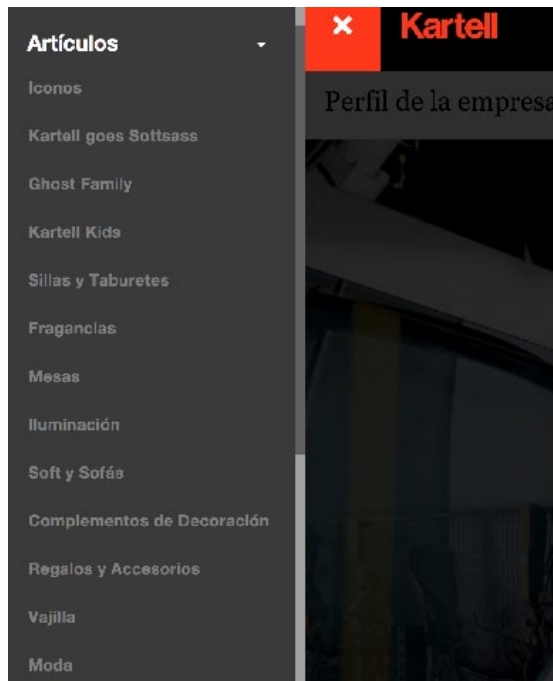 Artículos
Iconos
Kartell goes Sottsass
Ghost Family
Kartell Kids
Sillas y Taburetes
Fragancias
Mesas
Iluminación
Soft y Sofás
Complementos de Decoración
Regalos y Accesorios
Vajilla
Moda
Kartell
Perfil de la empresa